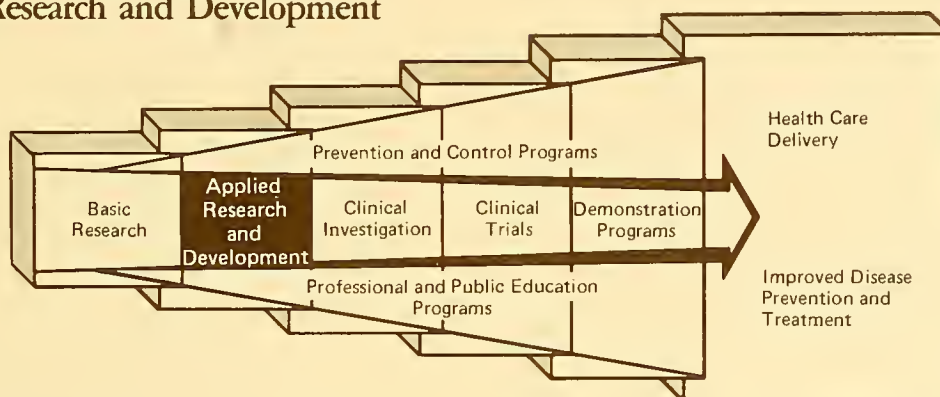 Research and Development
Prevention and Control Programs
Basic
Research
Applied
Research
and
Development
Clinical
Investigation
Clinical
Trials
Demonstration
Programs
Professional and Public Education
Programs
Health Care
Delivery
Improved Disease
Prevention and
Treatment